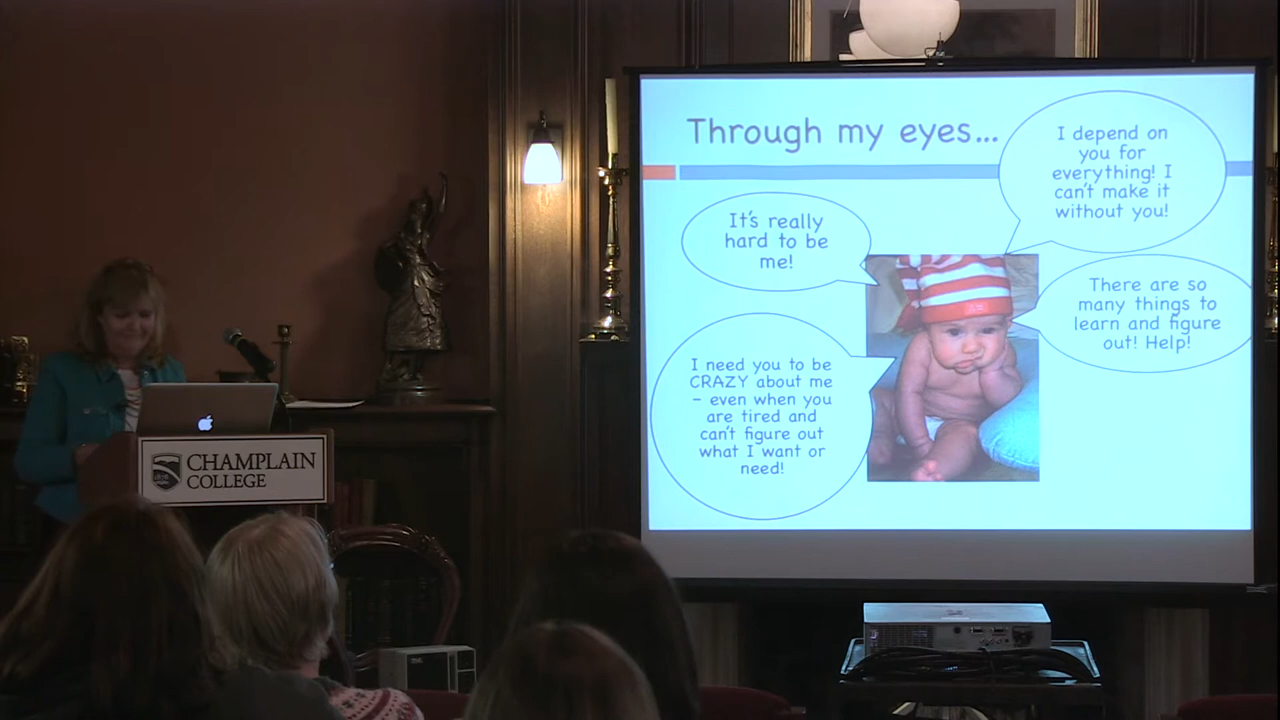 Through my eyes...
I depend on
you for
everything! I
can't make it
without you!
It's really
hard to be
me!
There are so
many things to
learn and figure
out! Help!
I need you to be
CRAZY about me
– even when you
are tired and
can't figure out
what I want or
need!
CHAMPLAIN
COLLEGE